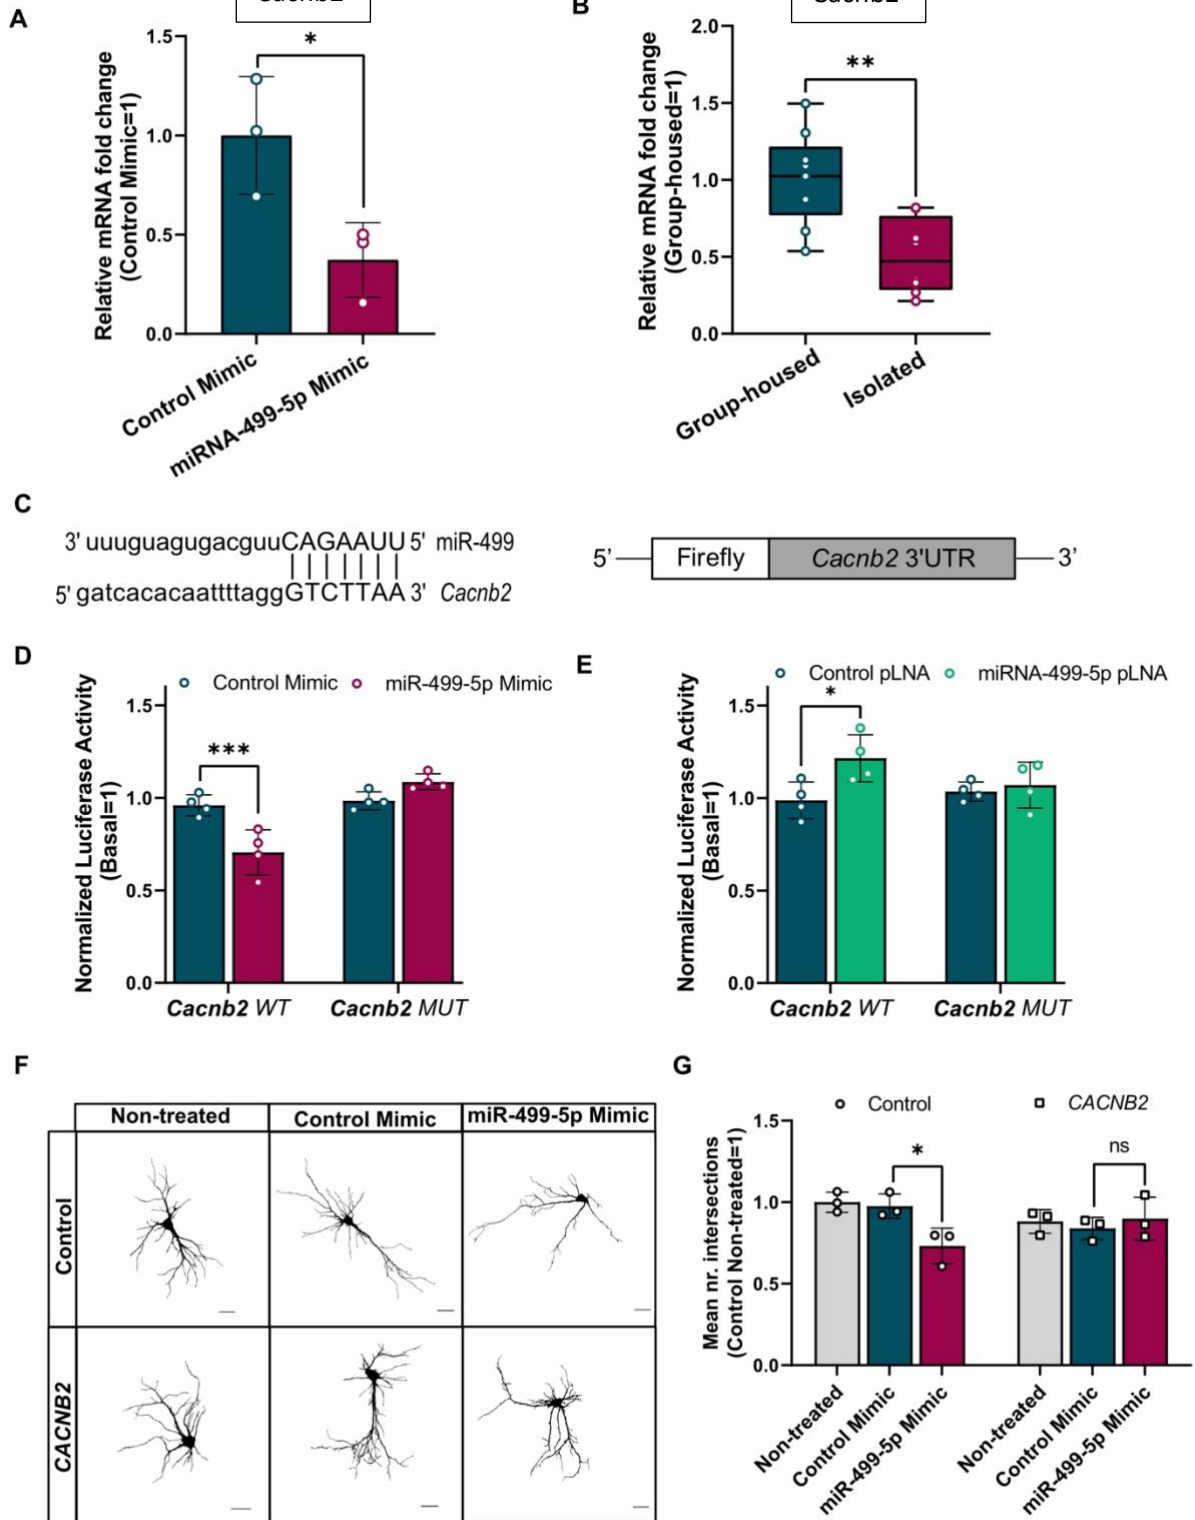 A
Cacnb2
*
Relative mRNA fold change
(Control Mimic=1)
1.5
1.0
0.5
0.0
Control Mimic
miRNA-499-5p Mimic
B
Cacnb2
**
Relative mRNA fold change
(Group-housed=1)
2.0
1.5
1.0
0.5
0.0
Group-housed
Isolated
C
3' uuuguagugacguuCAGAAUU 5' miR-499
5' gatcacacaattttaggGTCTTAA 3' Cacnb2
5’ Firefly Cacnb2 3'UTR 3’
D
Control Mimic miR-499-5p Mimic
Normalized Luciferase Activity
(Basal=1)
1.5
1.0
0.5
0.0
***
Cacnb2 WT Cacnb2 MUT
E
Control pLNA miRNA-499-5p pLNA
Normalized Luciferase Activity
(Basal=1)
1.5
1.0
0.5
0.0
*
Cacnb2 WT Cacnb2 MUT
F
Non-treated Control Mimic miR-499-5p Mimic
Control
CACNB2
G
Control CACNB2
Mean nr. intersections
(Control Non-treated=1)
1.5
1.0
0.5
0.0
*
ns
Non-treated
Control Mimic
miR-499-5p Mimic
Non-treated
Control Mimic
miR-499-5p Mimic